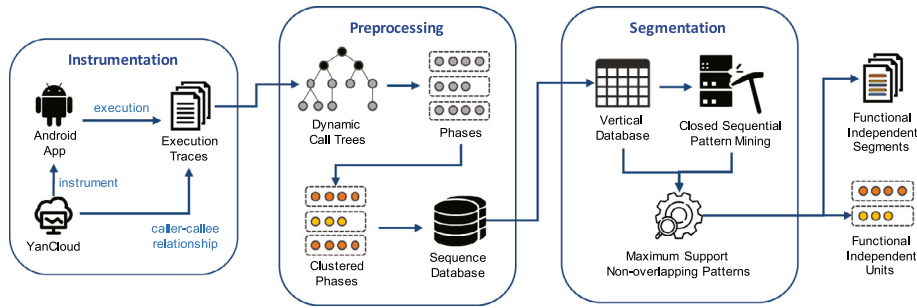 Instrumentation
execution
Android
App
Execution
Traces
instrument
YanCloud
caller-callee
relationship
Preprocessing
Dynamic
Call Trees
Phases
Clustered
Phases
Sequence
Database
Segmentation
Vertical
Database
Closed Sequential
Pattern Mining
Maximum Support
Non-overlapping Patterns
Functional
Independent
Segments
Functional
Independent
Units